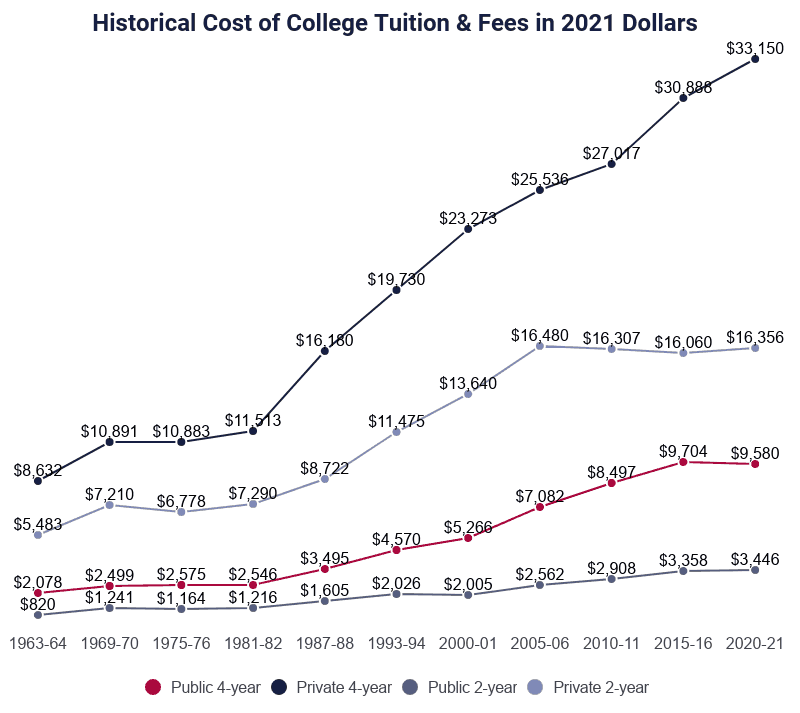 Historical Cost of College Tuition & Fees in 2021 Dollars
$33,150
$30,888
$27,017
$25,536
$23,273
$19,730
$16,180
$16,480 $16,307 $16,060 $16,356
$13,640
$11,475
$10,891 $10,883 $11,513
$8,632
$8,722
$7,210 $6,778 $7,290
$5,483
$9,704 $9,580
$8,497
$7,082
$5,266
$4,570
$3,495
$2,078 $2,499 $2,575 $2,546
$820 $1,241 $1,164 $1,216 $1,605 $2,026 $2,005 $2,562 $2,908 $3,358 $3,446
1963-64 1969-70 1975-76 1981-82 1987-88 1993-94 2000-01 2005-06 2010-11 2015-16 2020-21
Public 4-year Private 4-year Public 2-year Private 2-year